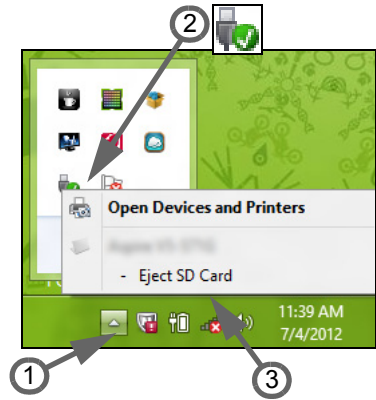 2
Open Devices and Printers
- Eject SD Card
11:39 AM
7/4/2012
1
3